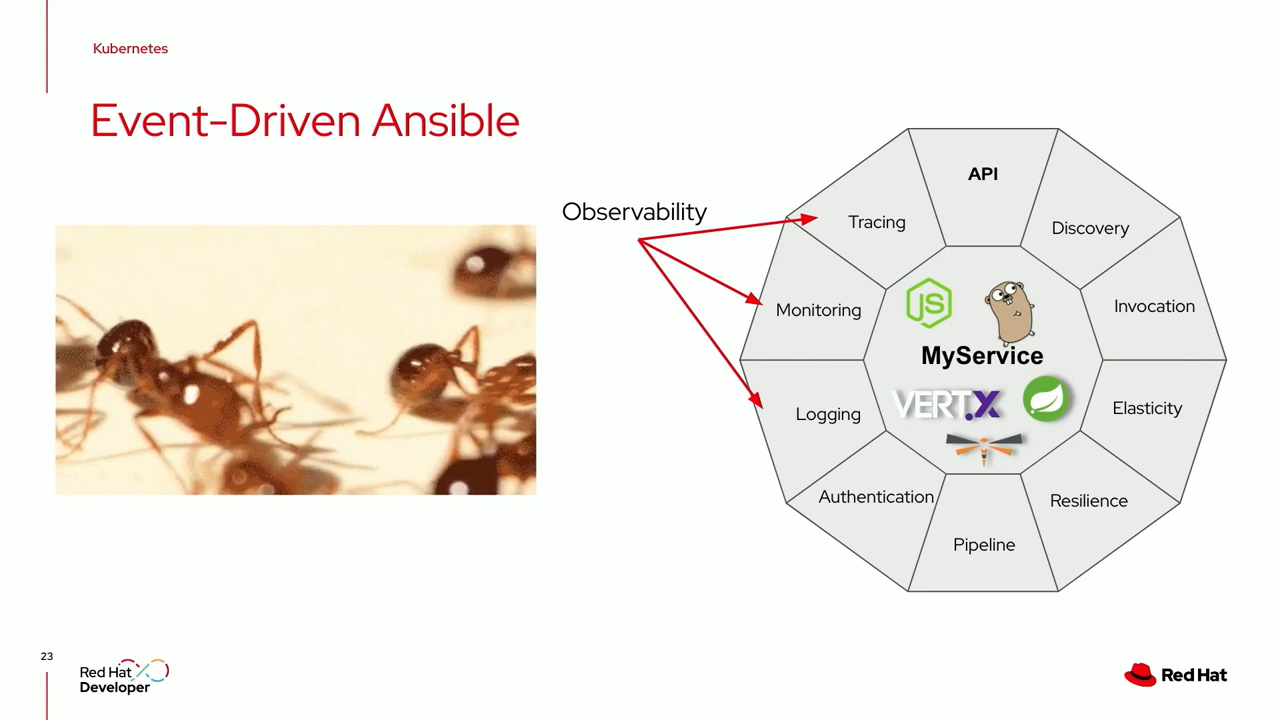 Kubernetes
Event-Driven Ansible
Observability
API
Tracing
Discovery
Monitoring
Invocation
JS
MyService
VERT.X
Logging
Elasticity
Authentication
Resilience
Pipeline
23
Red Hat
Developer
Red Hat